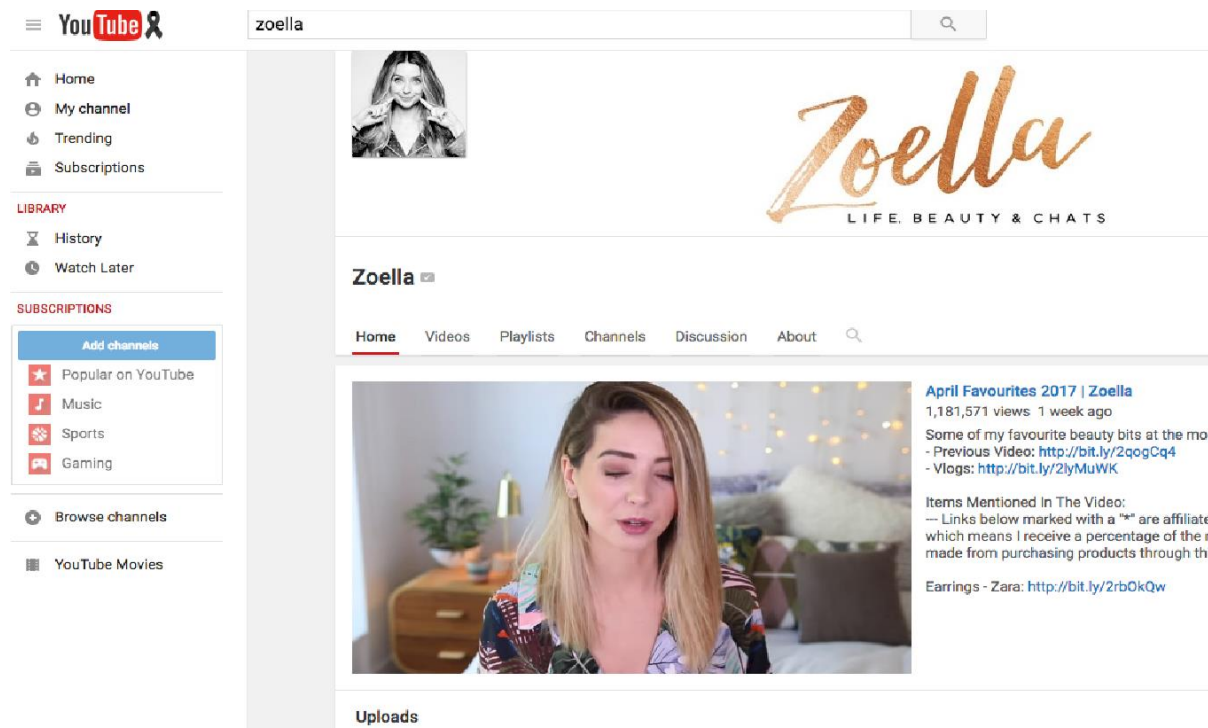 YouTube
zoella
Home
My channel
Trending
Subscriptions
LIBRARY
History
Watch Later
SUBSCRIPTIONS
Add channels
Popular on YouTube
Music
Sports
Gaming
Browse channels
YouTube Movies
Zoella
LIFE, BEAUTY & CHATS
Zoella
Home Videos Playlists Channels Discussion About
April Favourites 2017 | Zoella
1,181,571 views 1 week ago
Some of my favourite beauty bits at the mo
- Previous Video: http://bit.ly/2qogCq4
- Vlogs: http://bit.ly/2lyMuWK
Items Mentioned In The Video:
--- Links below marked with a "*" are affiliate
which means I receive a percentage of the r
made from purchasing products through th
Earrings - Zara: http://bit.ly/2rbOkQw
Uploads